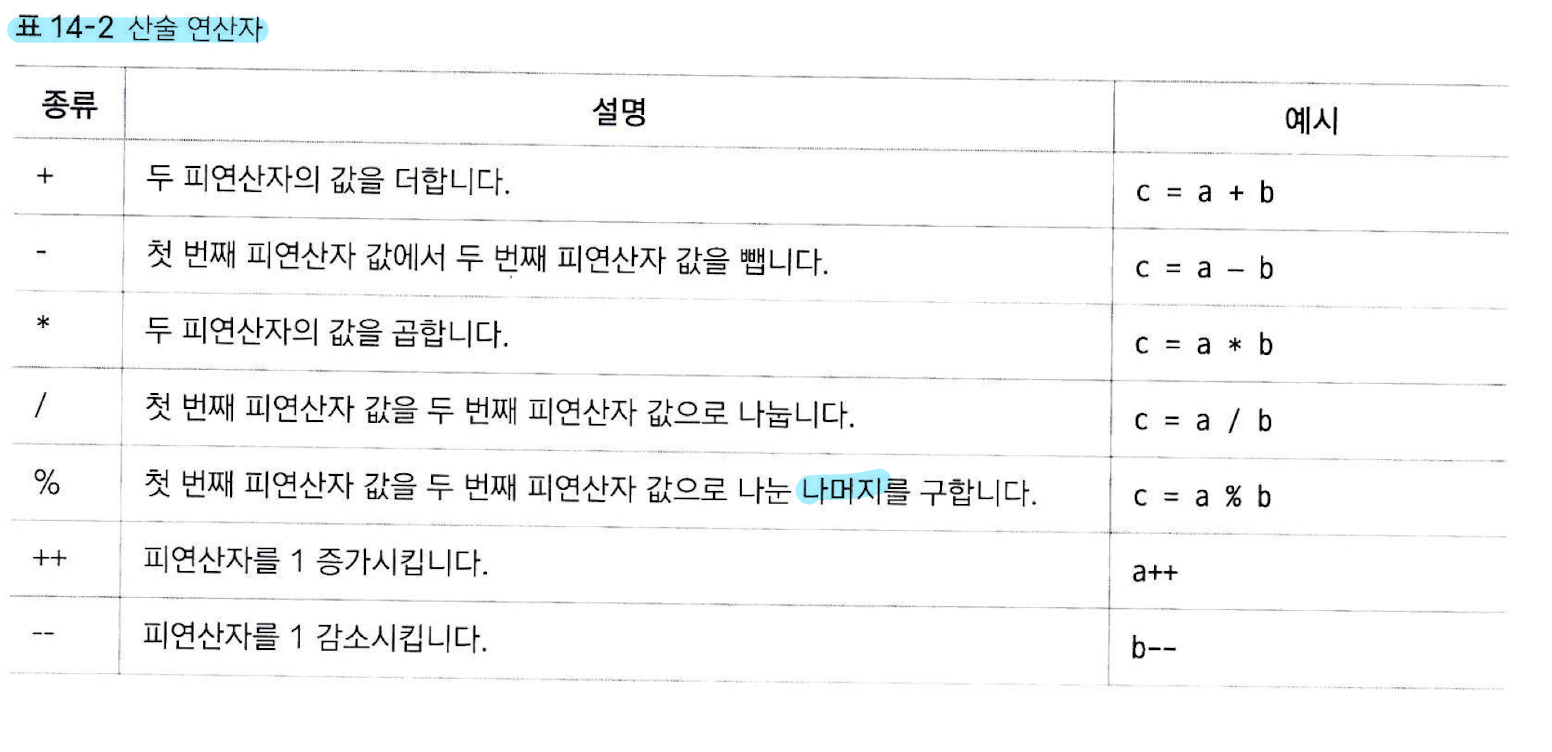 표 14-2 산술 연산자
종류 설명 예시
+ 두 피연산자의 값을 더합니다. c = a + b
- 첫 번째 피연산자 값에서 두 번째 피연산자 값을 뺍니다. c = a – b
* 두 피연산자의 값을 곱합니다. c = a * b
/ 첫 번째 피연산자 값을 두 번째 피연산자 값으로 나눕니다. c = a / b
% 첫 번째 피연산자 값을 두 번째 피연산자 값으로 나눈 나머지를 구합니다. c = a % b
++ 피연산자를 1 증가시킵니다. a++
-- 피연산자를 1 감소시킵니다. b--